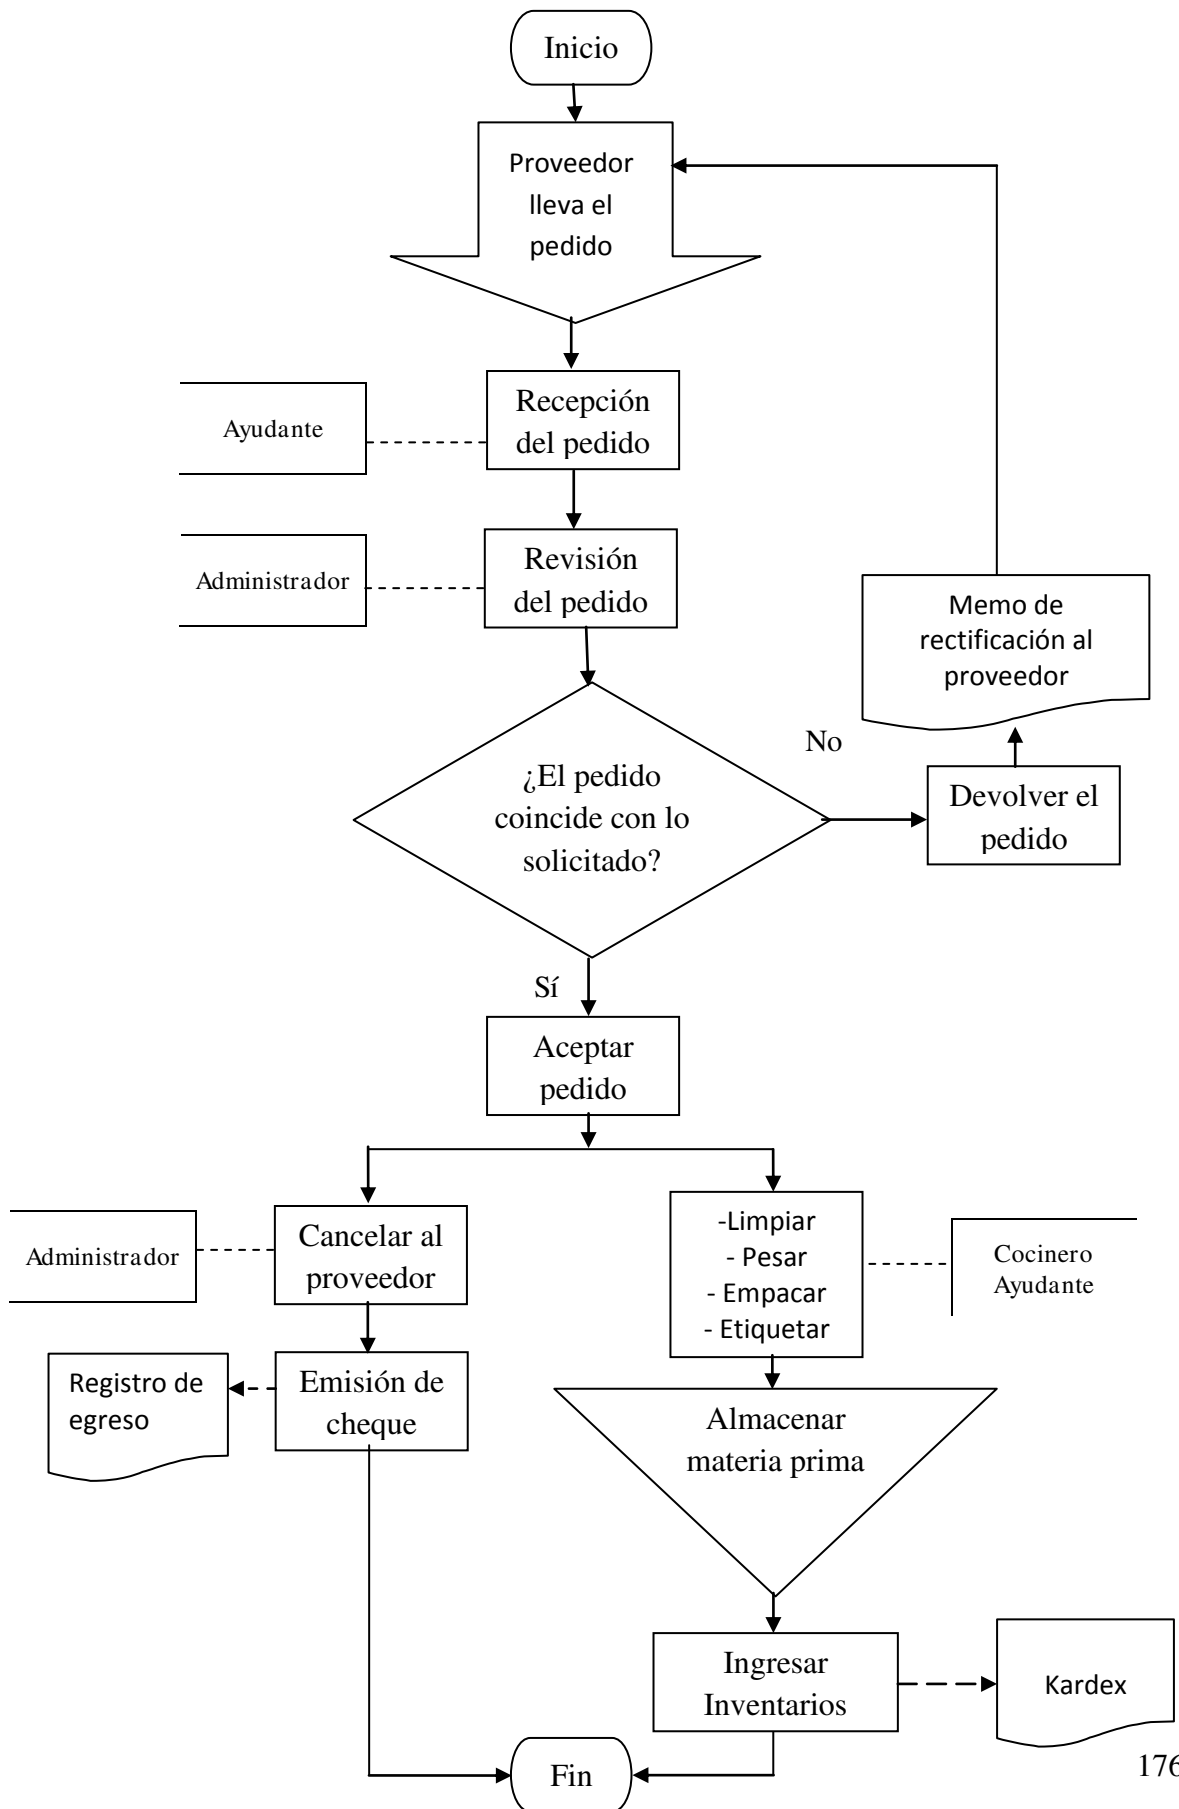 Inicio
Proveedor
lleva el
pedido
Recepción
del pedido
Ayudante
Revisión
del pedido
Administrador
Memo de
rectificación al
proveedor
No
¿El pedido
coincide con lo
solicitado?
Devolver el
pedido
Sí
Aceptar
pedido
Cancelar al
proveedor
Administrador
-Limpiar
- Pesar
- Empacar
- Etiquetar
Cocinero
Ayudante
Registro de
egreso
Emisión de
cheque
Almacenar
materia prima
Ingresar
Inventarios
Kardex
Fin
176